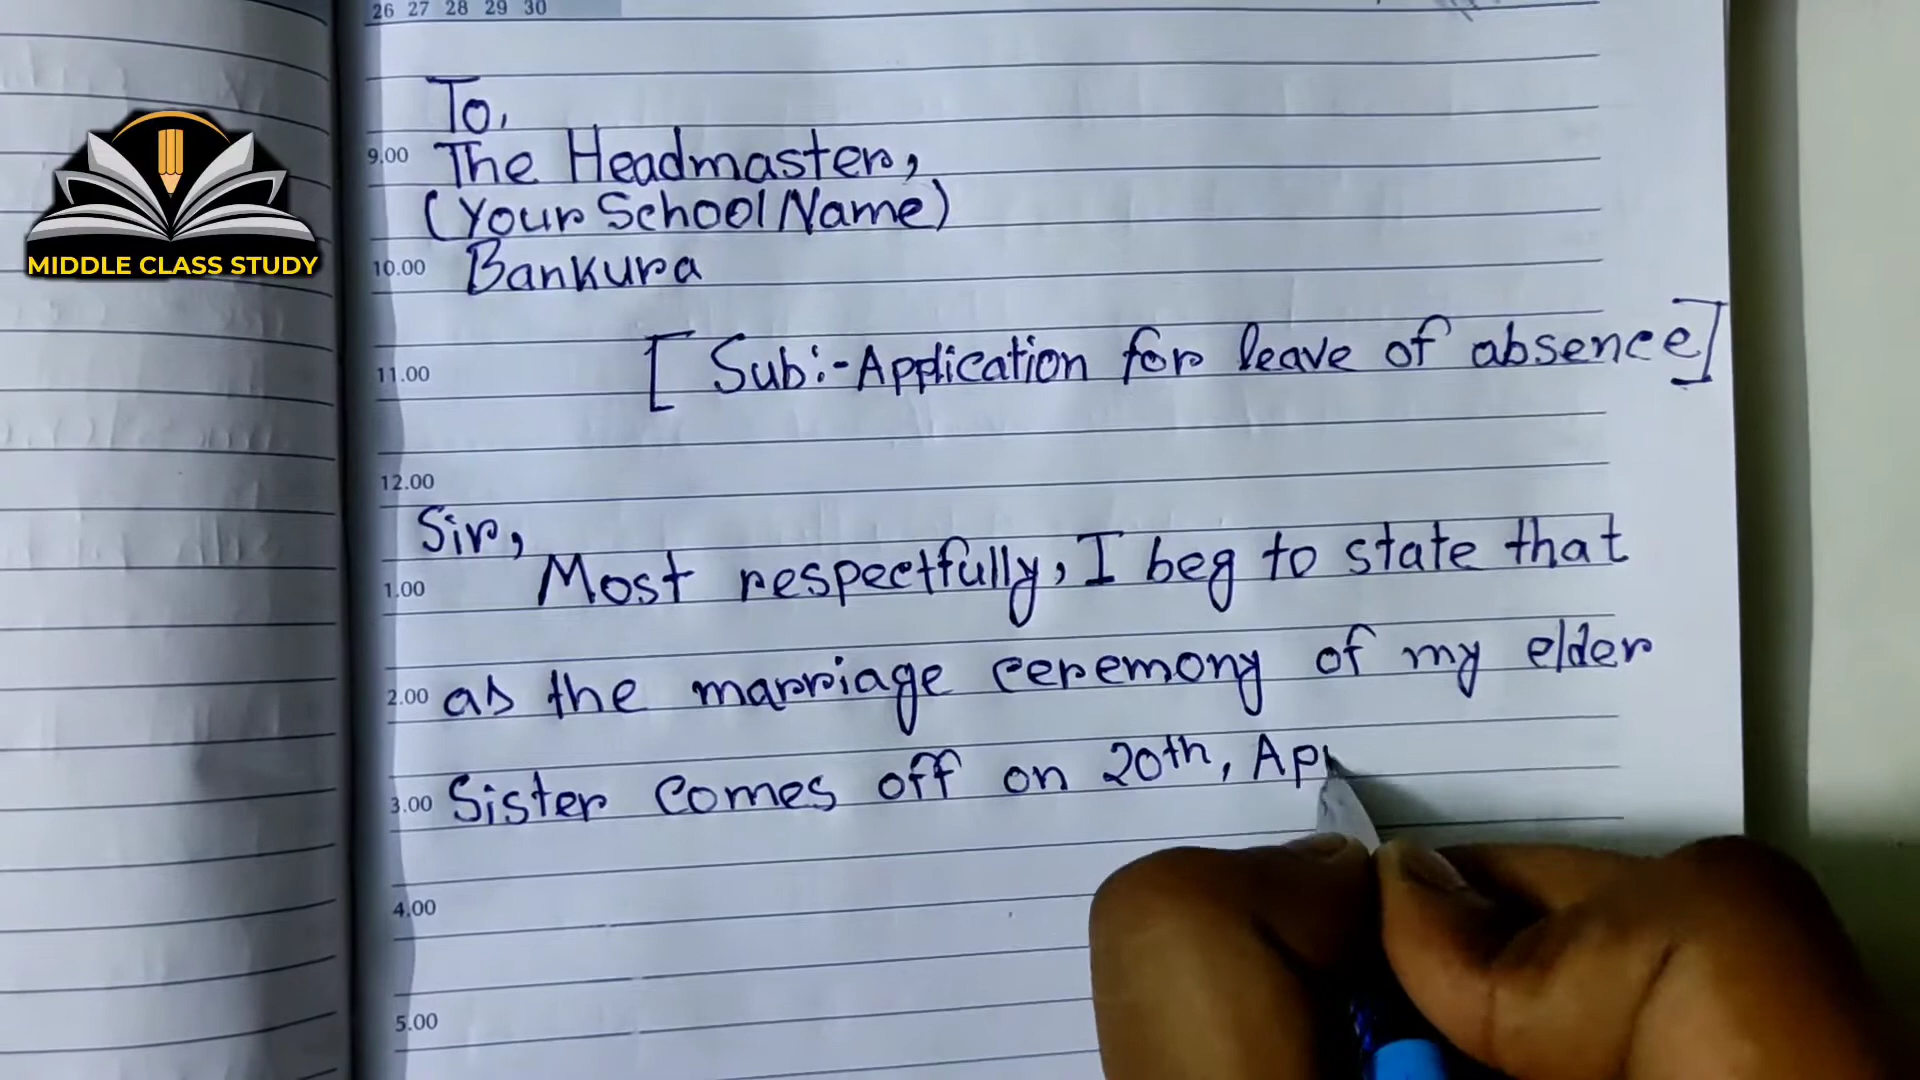 26 27 28 29 30
To,
9.00 The Headmaster,
(Your School Name)
10.00 Bankura
MIDDLE CLASS STUDY
11.00 [Sub:-Application for leave of absence]
12.00
Sir,
1.00 Most respectfully, I beg to state that
2.00 as the marriage ceremony of my elder
3.00 Sister comes off on 20th, Apr
4.00
5.00